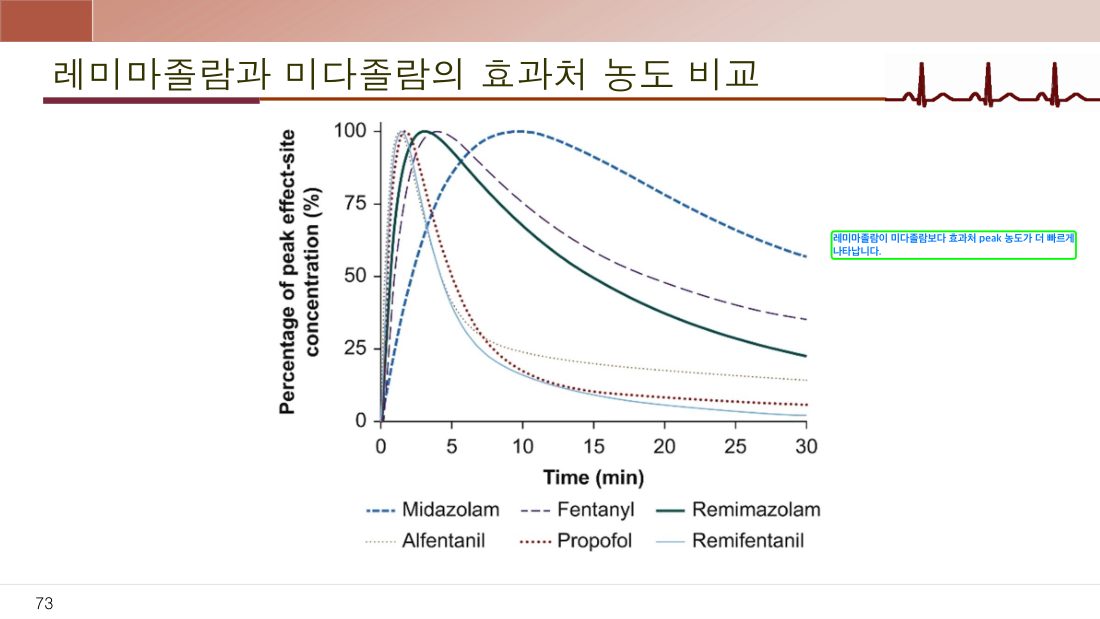 레미마졸람과 미다졸람의 효과처 농도 비교
Percentage of peak effect-site
concentration (%)
100
75
50
25
0
0 5 10 15 20 25 30
Time (min)
Midazolam Fentanyl Remimazolam
Alfentanil Propofol Remifentanil
레미마졸람이 미다졸람보다 효과처 peak 농도가 더 빠르게
나타납니다.
73